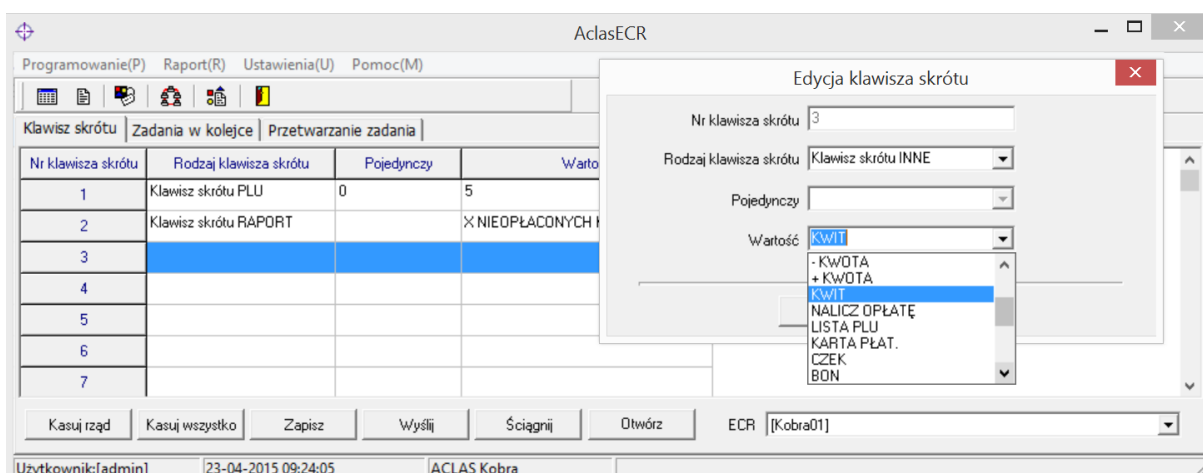 AclasECR
Programowanie(P) Raport(R) Ustawienia(U) Pomoc(M)
Klawisz skrótu Zadania w kolejce Przetwarzanie zadania
Nr klawisza skrótu Rodzaj klawisza skrótu Pojedynczy
1 Klawisz skrótu PLU 0 5
2 Klawisz skrótu RAPORT X NIEOPŁACONYCH
3
4
5
6
7
Edycja klawisza skrótu
Nr klawisza skrótu 3
Rodzaj klawisza skrótu Klawisz skrótu INNE
Pojedynczy
Wartość KWIT
- KWOTA
+ KWOTA
KWIT
NALICZ OPŁATĘ
LISTA PLU
KARTA PŁAT.
CZEK
BON
Kasuj rząd Kasuj wszystko Zapisz Wyślij Ściągnij Otwórz ECR [Kobra01]
Użytkownik:[admin] 23-04-2015 09:24:05 ACLAS Kobra